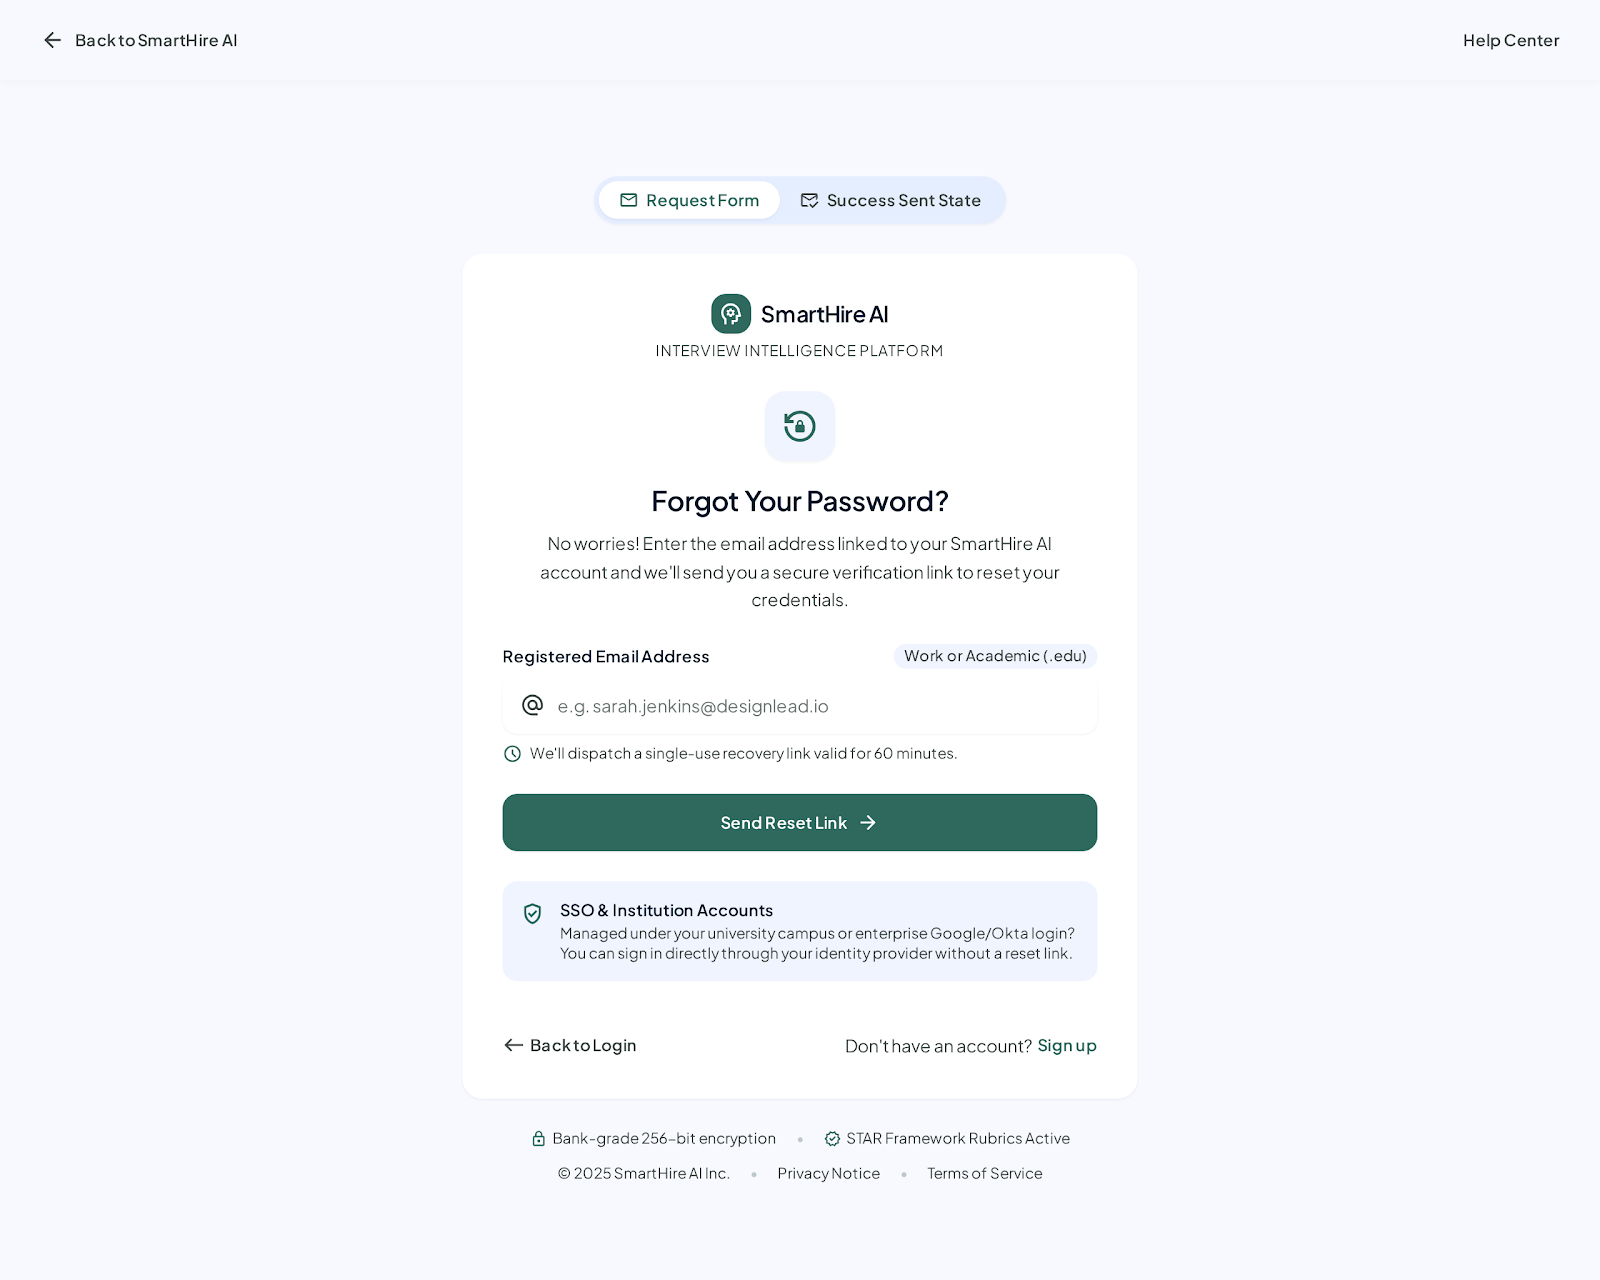 Back to SmartHire AI
Help Center
Request Form
Success Sent State
SmartHire AI
INTERVIEW INTELLIGENCE PLATFORM
Forgot Your Password?
No worries! Enter the email address linked to your SmartHire AI
account and we'll send you a secure verification link to reset your
credentials.
Registered Email Address
Work or Academic (.edu)
e.g. sarah.jenkins@designlead.io
We'll dispatch a single-use recovery link valid for 60 minutes.
Send Reset Link
SSO & Institution Accounts
Managed under your university campus or enterprise Google/Okta login?
You can sign in directly through your identity provider without a reset link.
Back to Login
Don't have an account? Sign up
Bank-grade 256-bit encryption • STAR Framework Rubrics Active
© 2025 SmartHire AI Inc. • Privacy Notice • Terms of Service